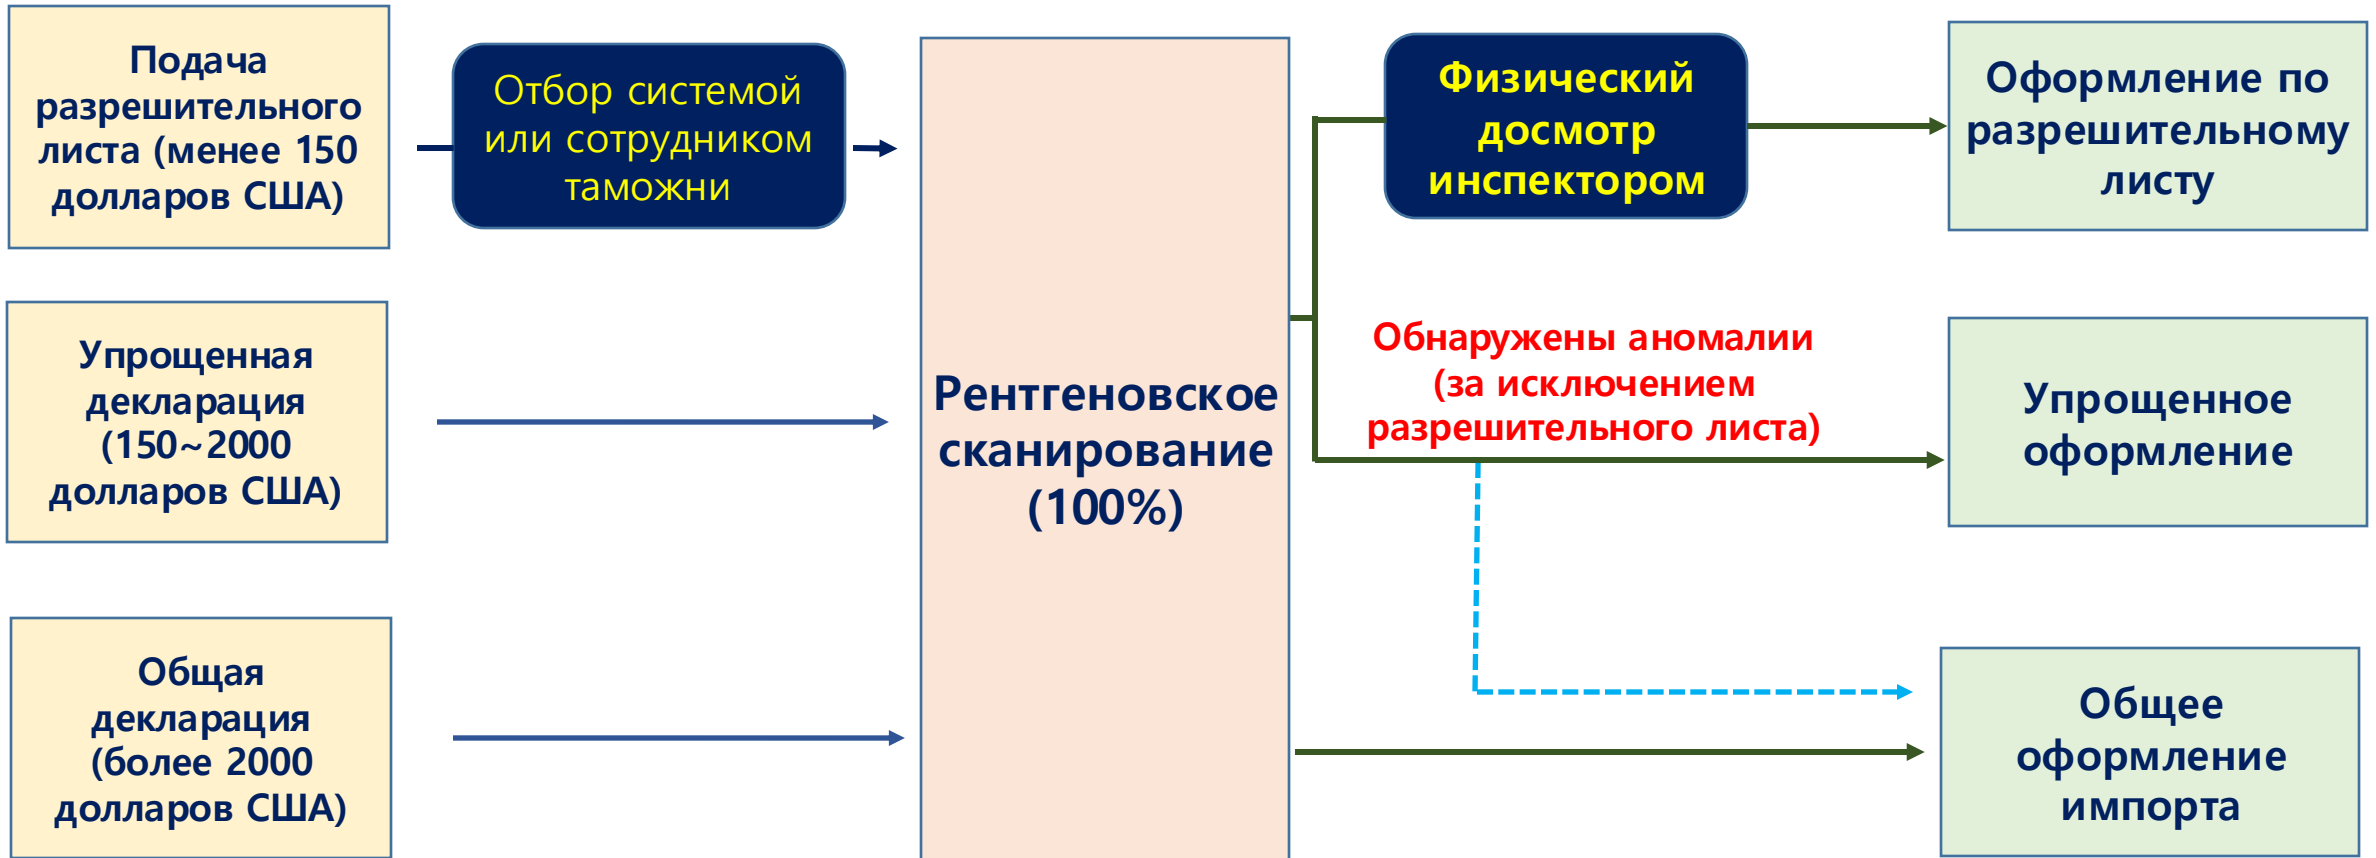 Подача
разрешительного
листа (менее 150
долларов США)
Отбор системой
или сотрудником
таможни
Упрощенная
декларация
(150~2000
долларов США)
Общая
декларация
(более 2000
долларов США)
Рентгеновское
сканирование
(100%)
Физический
досмотр
инспектором
Обнаружены аномалии
(за исключением
разрешительного листа)
Оформление по
разрешительному
листу
Упрощенное
оформление
Общее
оформление
импорта